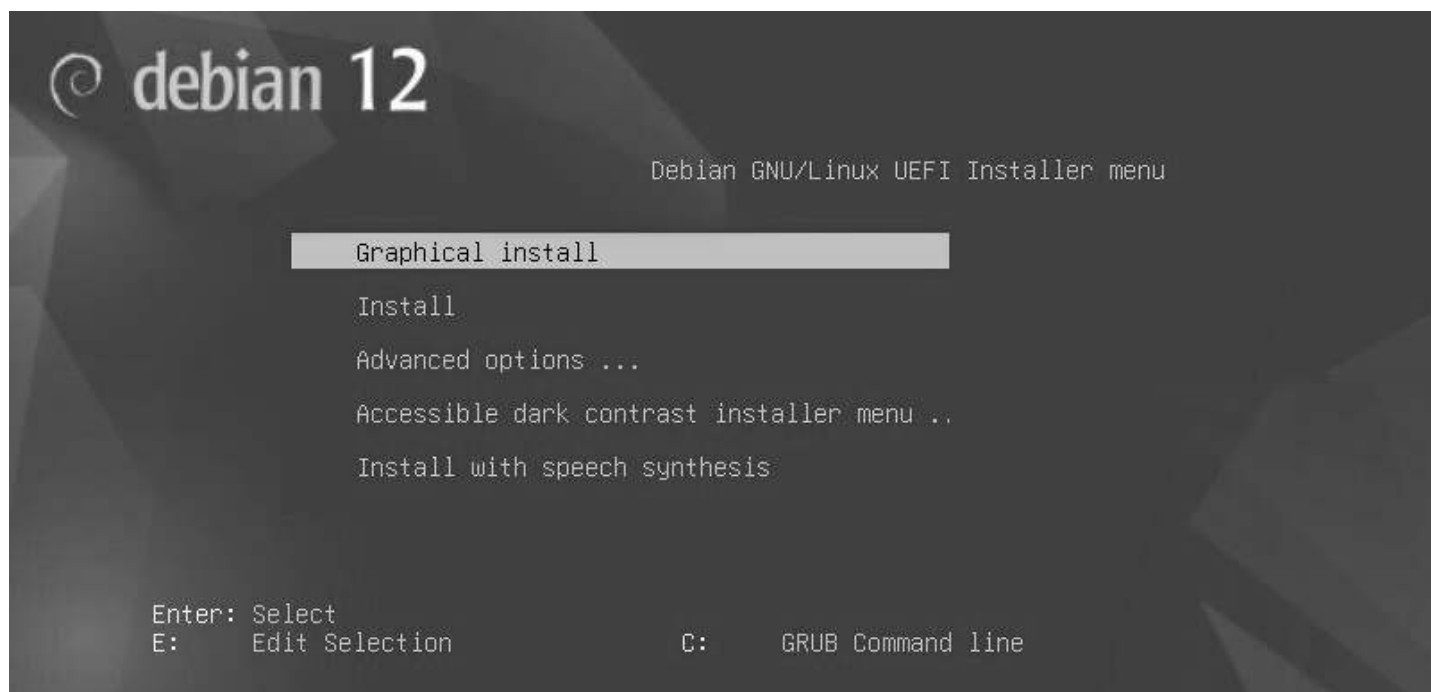 debian 12
Debian GNU/Linux UEFI Installer menu
Graphical install
Install
Advanced options ...
Accessible dark contrast installer menu ..
Install with speech synthesis
Enter: Select
E: Edit Selection C: GRUB Command line